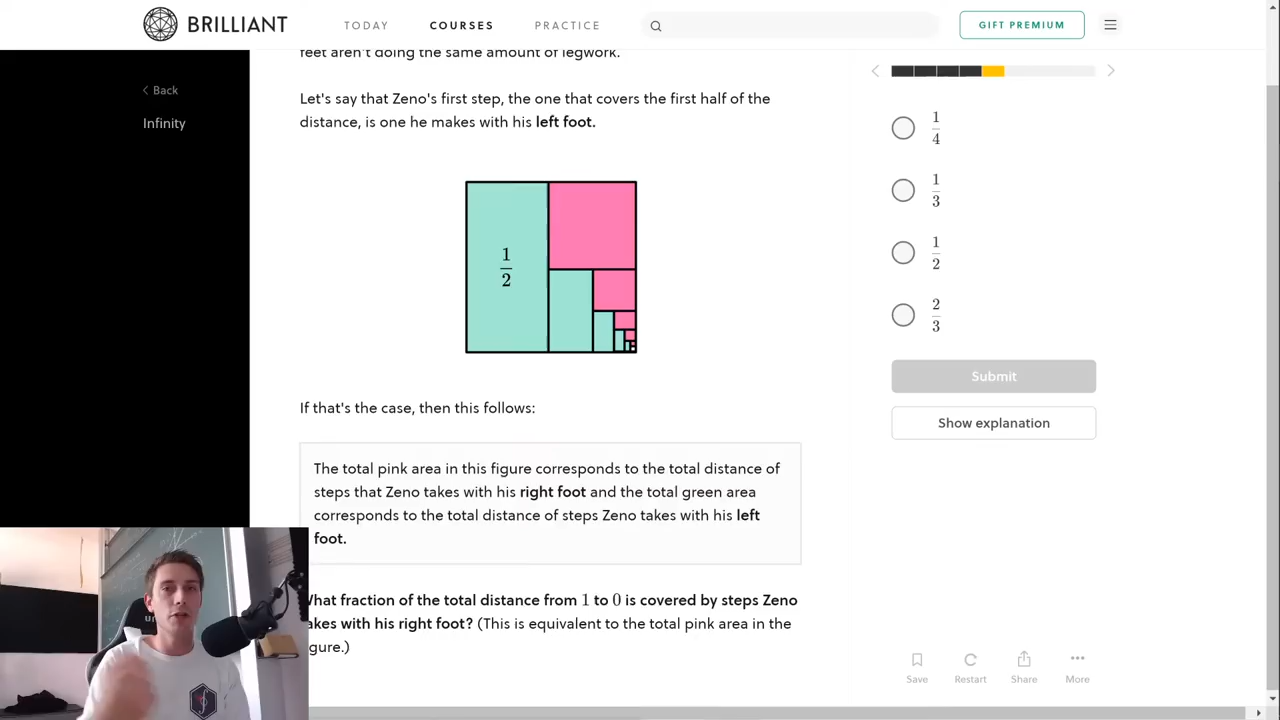 BRILLIANT
TODAY
COURSES
PRACTICE
GIFT PREMIUM
Back
Infinity
feet aren't doing the same amount of legwork.
Let's say that Zeno's first step, the one that covers the first half of the
distance, is one he makes with his left foot.
1
2
If that's the case, then this follows:
The total pink area in this figure corresponds to the total distance of
steps that Zeno takes with his right foot and the total green area
corresponds to the total distance of steps Zeno takes with his left
foot.
What fraction of the total distance from 1 to 0 is covered by steps Zeno
takes with his right foot? (This is equivalent to the total pink area in the
figure.)
1
4
1
3
1
2
2
3
Submit
Show explanation
Save
Restart
Share
More